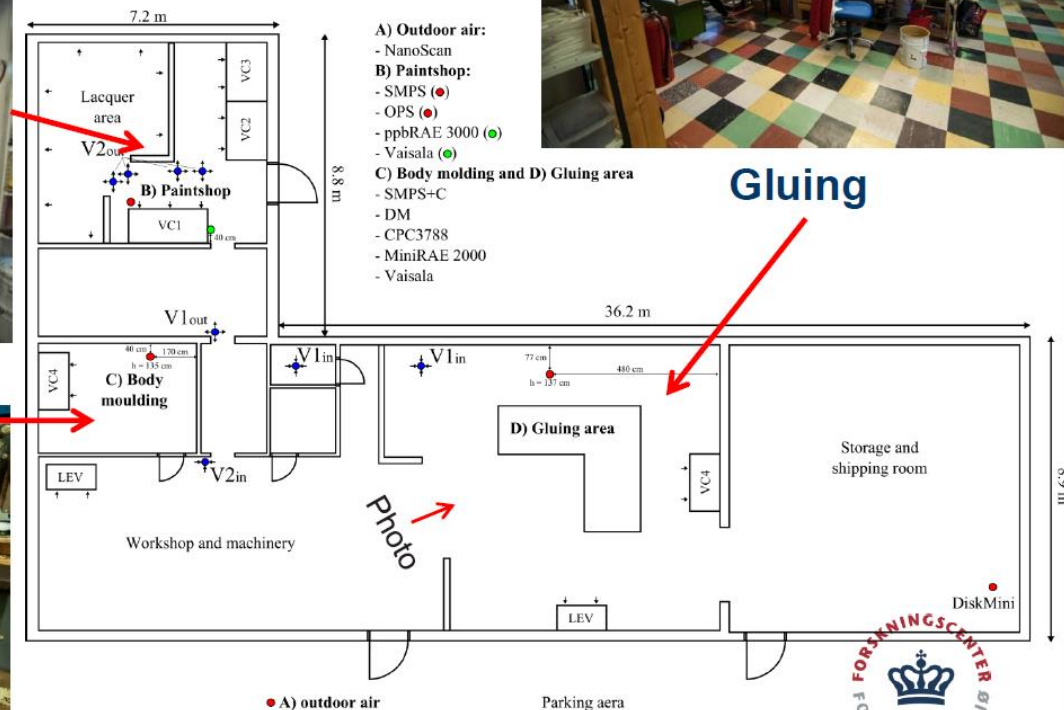 7.2 m
A) Outdoor air:
- NanoScan
B) Paintshop:
- SMPS (●)
- OPS (●)
- ppbRAE 3000 (●)
- Vaisala (●)
C) Body molding and D) Gluing area
- SMPS+C
- DM
- CPC3788
- MiniRAE 2000
- Vaisala
Gluing
Lacquer
area
VC3
VC2
V2out
B) Paintshop
VC1
40 cm
8.8 m
36.2 m
V1out
V1in
V1in
40 cm
170 cm
h = 135 cm
VC4
C) Body
moulding
77 cm
480 cm
h = 137 cm
D) Gluing area
VC4
Storage and
shipping room
LEV
V2in
Photo
Workshop and machinery
LEV
DiskMini
A) outdoor air
Parking aera
FORSKNINGSCENTER